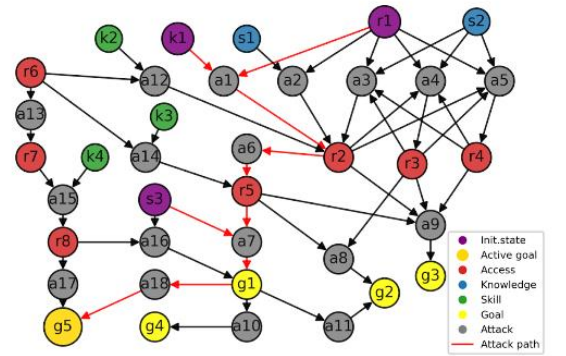 r1 s2
k2 k1 s1
r6 a12 a1 a2 a3 a4 a5
a13 k3
r7 k4 a14 a6 r2 r3 r4
a15 s3 r5
r8 a16 a7 a8 a9
a17 a18 g1 g2 g3
g5 g4 a10 a11
Init.state
Active goal
Access
Knowledge
Skill
Goal
Attack
Attack path